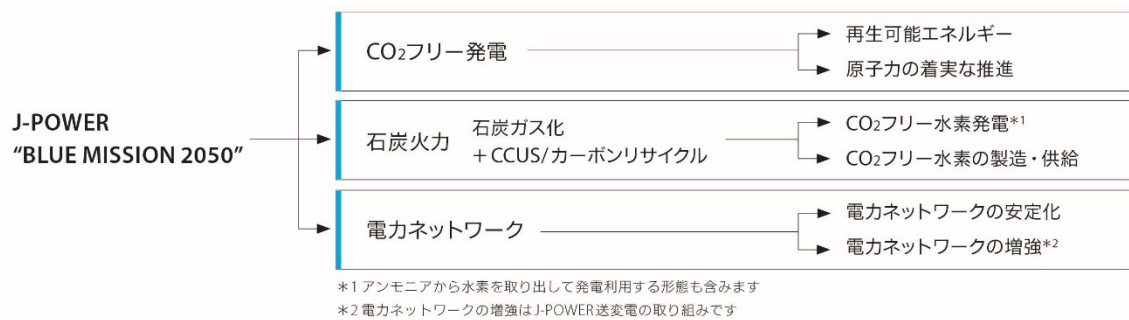 J-POWER
“BLUE MISSION 2050”
CO₂フリー発電
再生可能エネルギー
原子力の着実な推進
石炭火力
石炭ガス化
＋CCUS/カーボンリサイクル
CO₂フリー水素発電*1
CO₂フリー水素の製造・供給
電力ネットワーク
電力ネットワークの安定化
電力ネットワークの増強*2
＊1 アンモニアから水素を取り出して発電利用する形態も含みます
＊2 電力ネットワークの増強はJ-POWER送変電の取り組みです